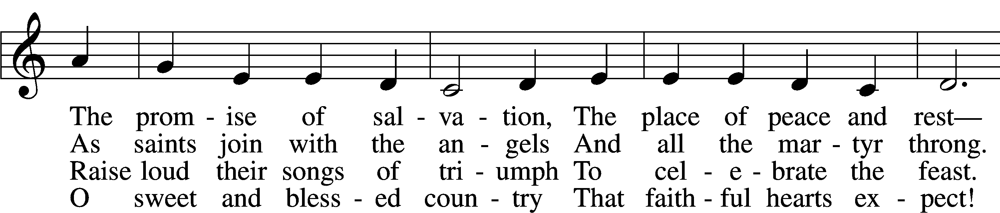 The prom - ise of sal - va - tion, The place of peace and rest—
As saints join with the an - gels And all the mar - tyr throng.
Raise loud their songs of tri - umph To cel - e - brate the feast.
O sweet and bless - ed coun - try That faith - ful hearts ex - pect!